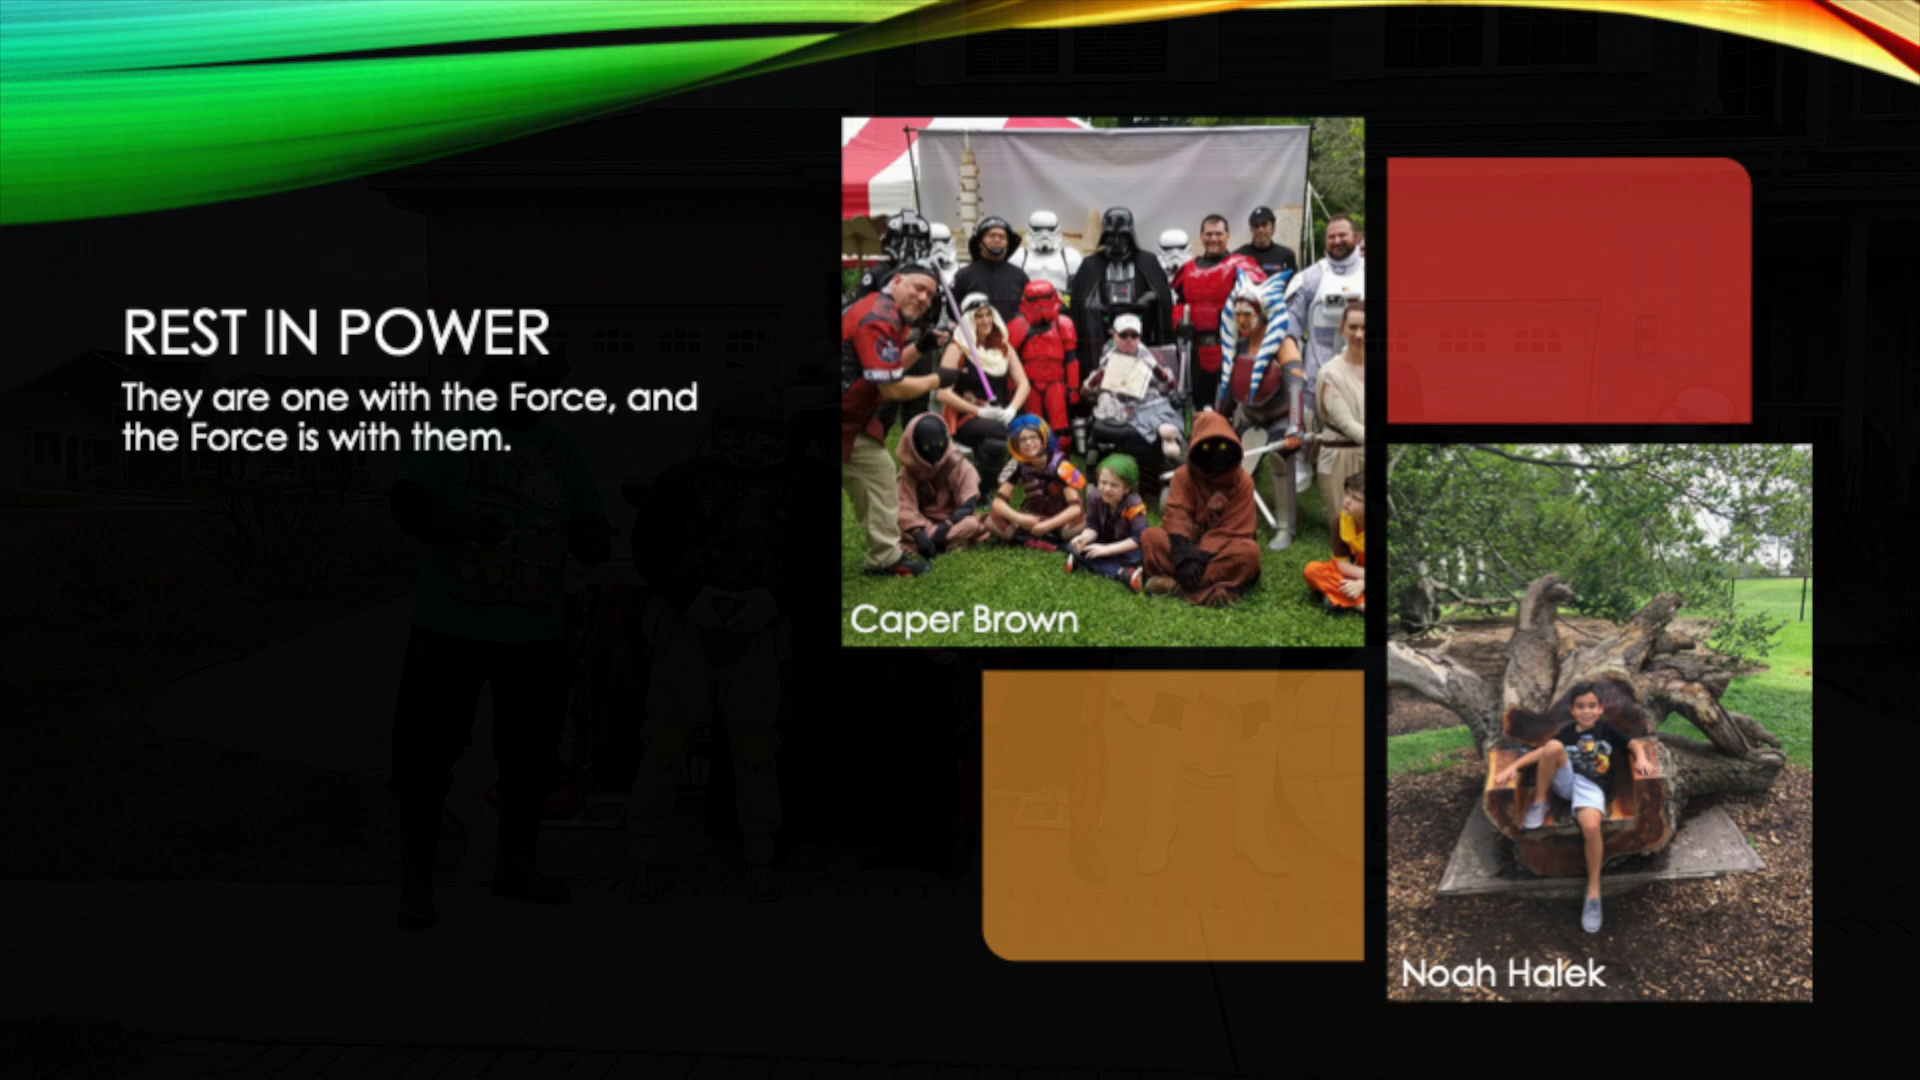 REST IN POWER
They are one with the Force, and
the Force is with them.
Caper Brown
Noah Halek